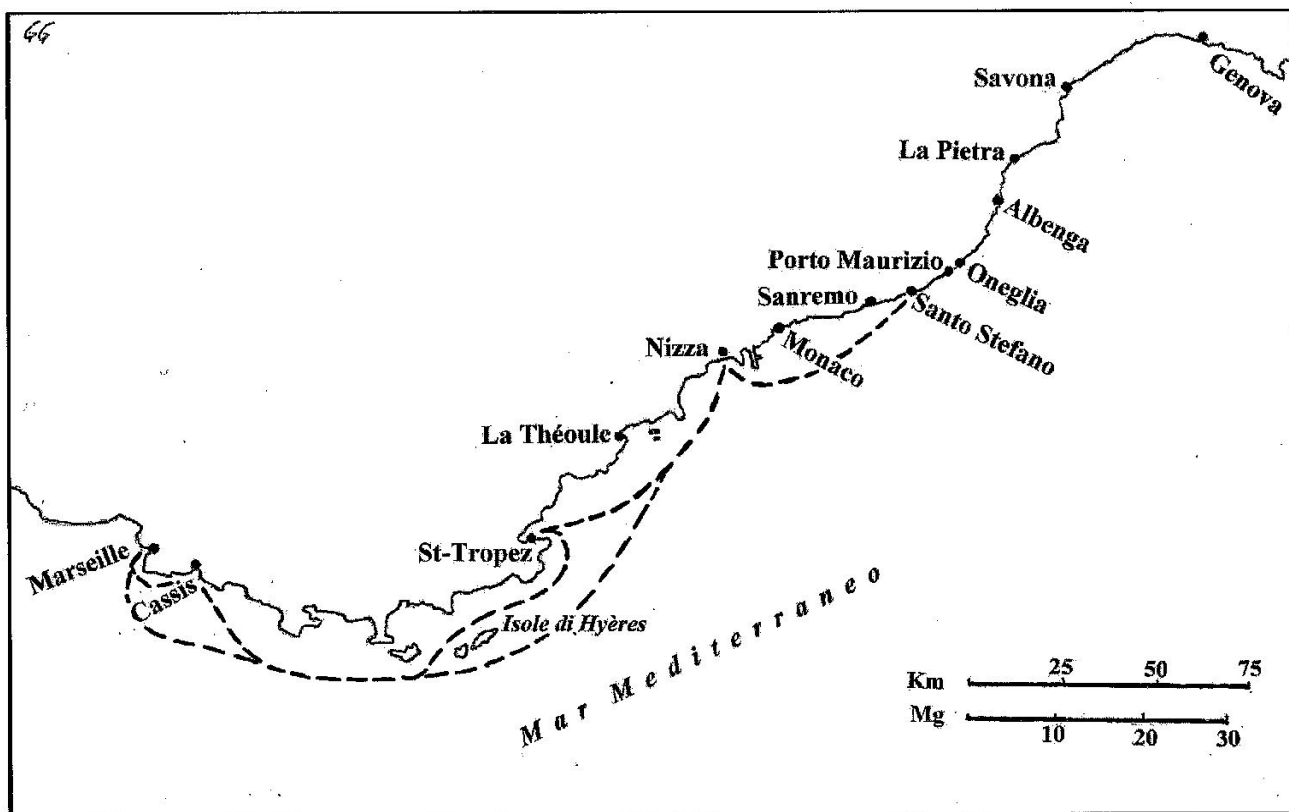 GG
Genova
Savona
La Pietra
Albenga
Porto Maurizio
Oneglia
Sanremo
Santo Stefano
Nizza
Monaco
La Théoule
St-Tropez
Marseille
Cassis
Isole di Hyères
Mar Mediterraneo
Km 25 50 75
Mg 10 20 30